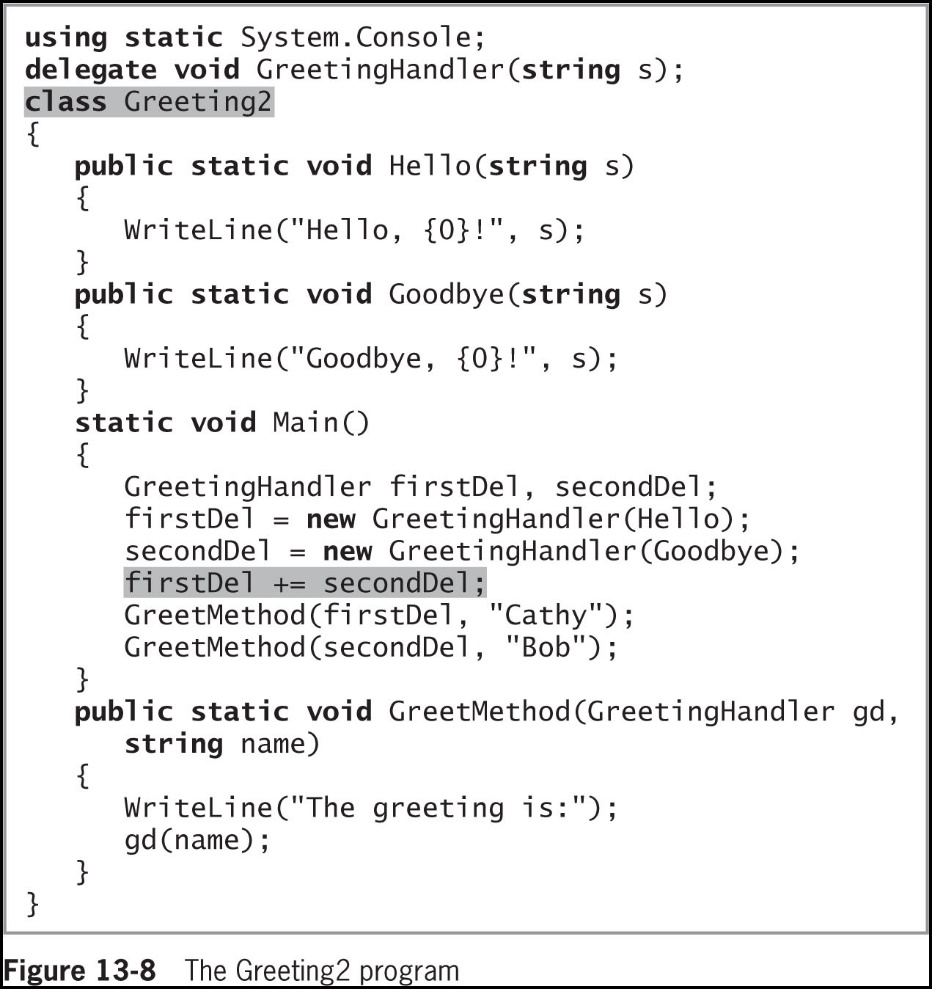 using static System.Console;
delegate void GreetingHandler(string s);
class Greeting2
{
   public static void Hello(string s)
   {
      WriteLine("Hello, {0}!", s);
   }
   public static void Goodbye(string s)
   {
      WriteLine("Goodbye, {0}!", s);
   }
   static void Main()
   {
      GreetingHandler firstDel, secondDel;
      firstDel = new GreetingHandler(Hello);
      secondDel = new GreetingHandler(Goodbye);
      firstDel += secondDel;
      GreetMethod(firstDel, "Cathy");
      GreetMethod(secondDel, "Bob");
   }
   public static void GreetMethod(GreetingHandler gd,
      string name)
   {
      WriteLine("The greeting is:");
      gd(name);
   }
}
Figure 13-8 The Greeting2 program